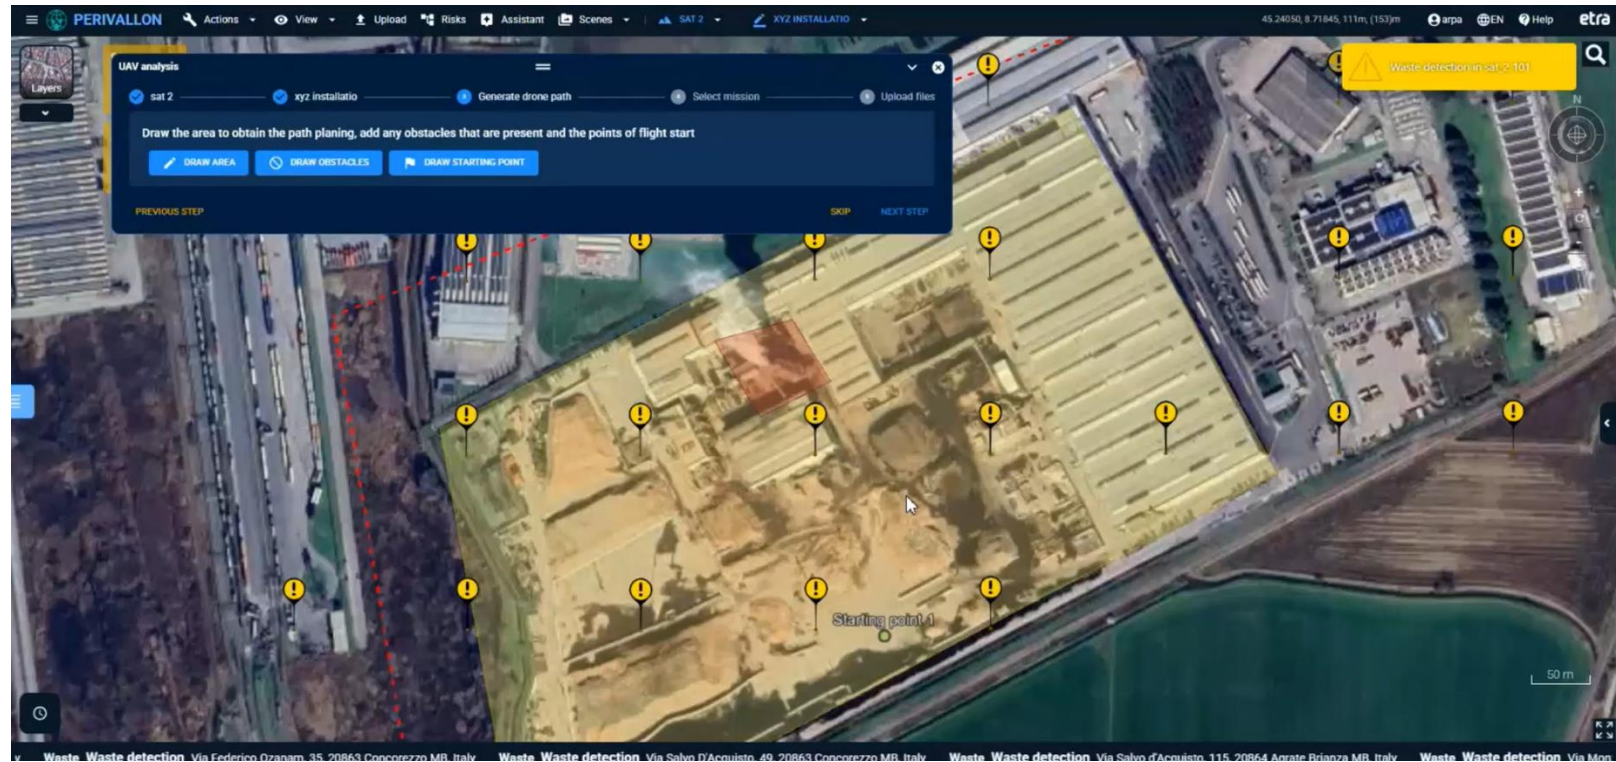 PERIVALLON Actions View Upload Risks Assistant Scenes SAT 2 XYZ INSTALLATIO 45.24050, 8.71845, 111m, (153)m arpa EN Help etra
Layers
UAV analysis
Waste detection in sat_2_101
sat 2 xyz installatio Generate drone path Select mission Upload files
Draw the area to obtain the path planing, add any obstacles that are present and the points of flight start
DRAW AREA DRAW OBSTACLES DRAW STARTING POINT
PREVIOUS STEP SKIP NEXT STEP
N
Starting point 1
50 m
Waste Waste detection Via Federico Ozanam, 35, 20863 Concorezzo MB, Italy Waste Waste detection Via Salvo D'Acquisto, 49, 20863 Concorezzo MB, Italy Waste Waste detection Via Salvo d'Acquisto, 115, 20864 Agrate Brianza MB, Italy Waste Waste detection Via Mon